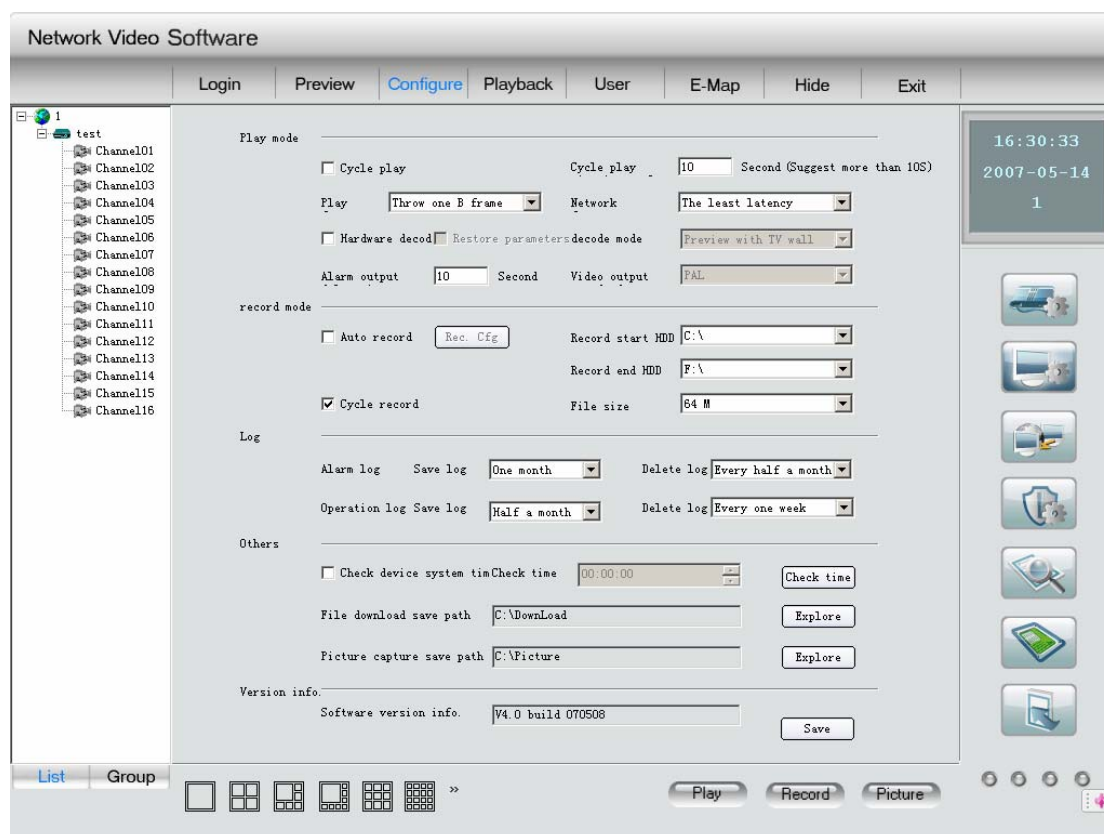 Network Video Software
Login Preview Configure Playback User E-Map Hide Exit
1
test
Channel01
Channel02
Channel03
Channel04
Channel05
Channel06
Channel07
Channel08
Channel09
Channel10
Channel11
Channel12
Channel13
Channel14
Channel15
Channel16
Play mode
Cycle play Cycle play 10 Second (Suggest more than 10S)
Play Throw one B frame Network The least latency
Hardware decod Restore parameters decode mode Preview with TV wall
Alarm output 10 Second Video output PAL
record mode
Auto record Rec. Cfg Record start HDD C:\
Record end HDD F:\
Cycle record File size 64 M
Log
Alarm log Save log One month Delete log Every half a month
Operation log Save log Half a month Delete log Every one week
Others
Check device system tim Check time 00:00:00 Check time
File download save path C:\DownLoad Explore
Picture capture save path C:\Picture Explore
Version info.
Software version info. V4.0 build 070508
Save
16:30:33
2007-05-14
1
List Group
» Play Record Picture